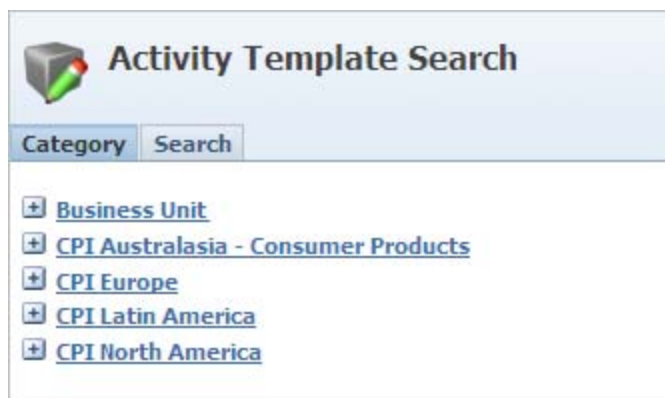 Activity Template Search
Category Search
Business Unit
CPI Australasia - Consumer Products
CPI Europe
CPI Latin America
CPI North America